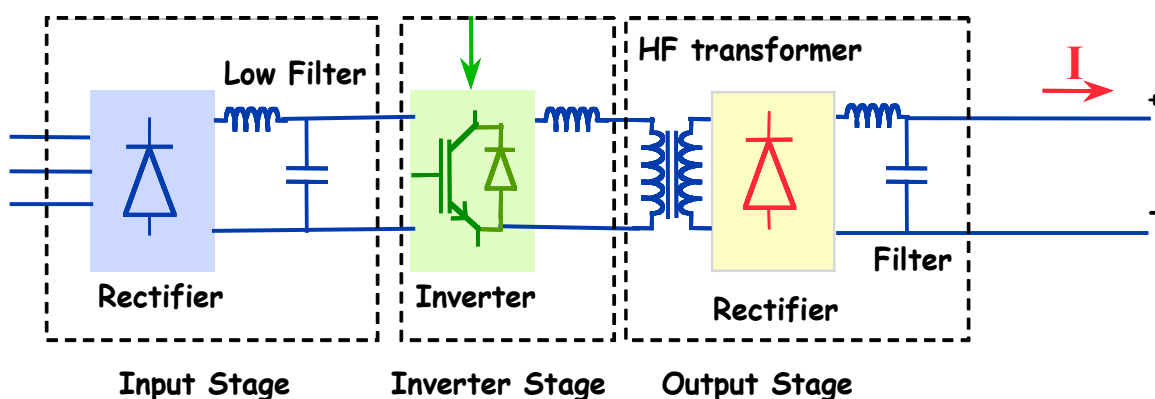 HF transformer
Low Filter
I
+
Rectifier
Inverter
Rectifier
Filter
-
Input Stage
Inverter Stage
Output Stage